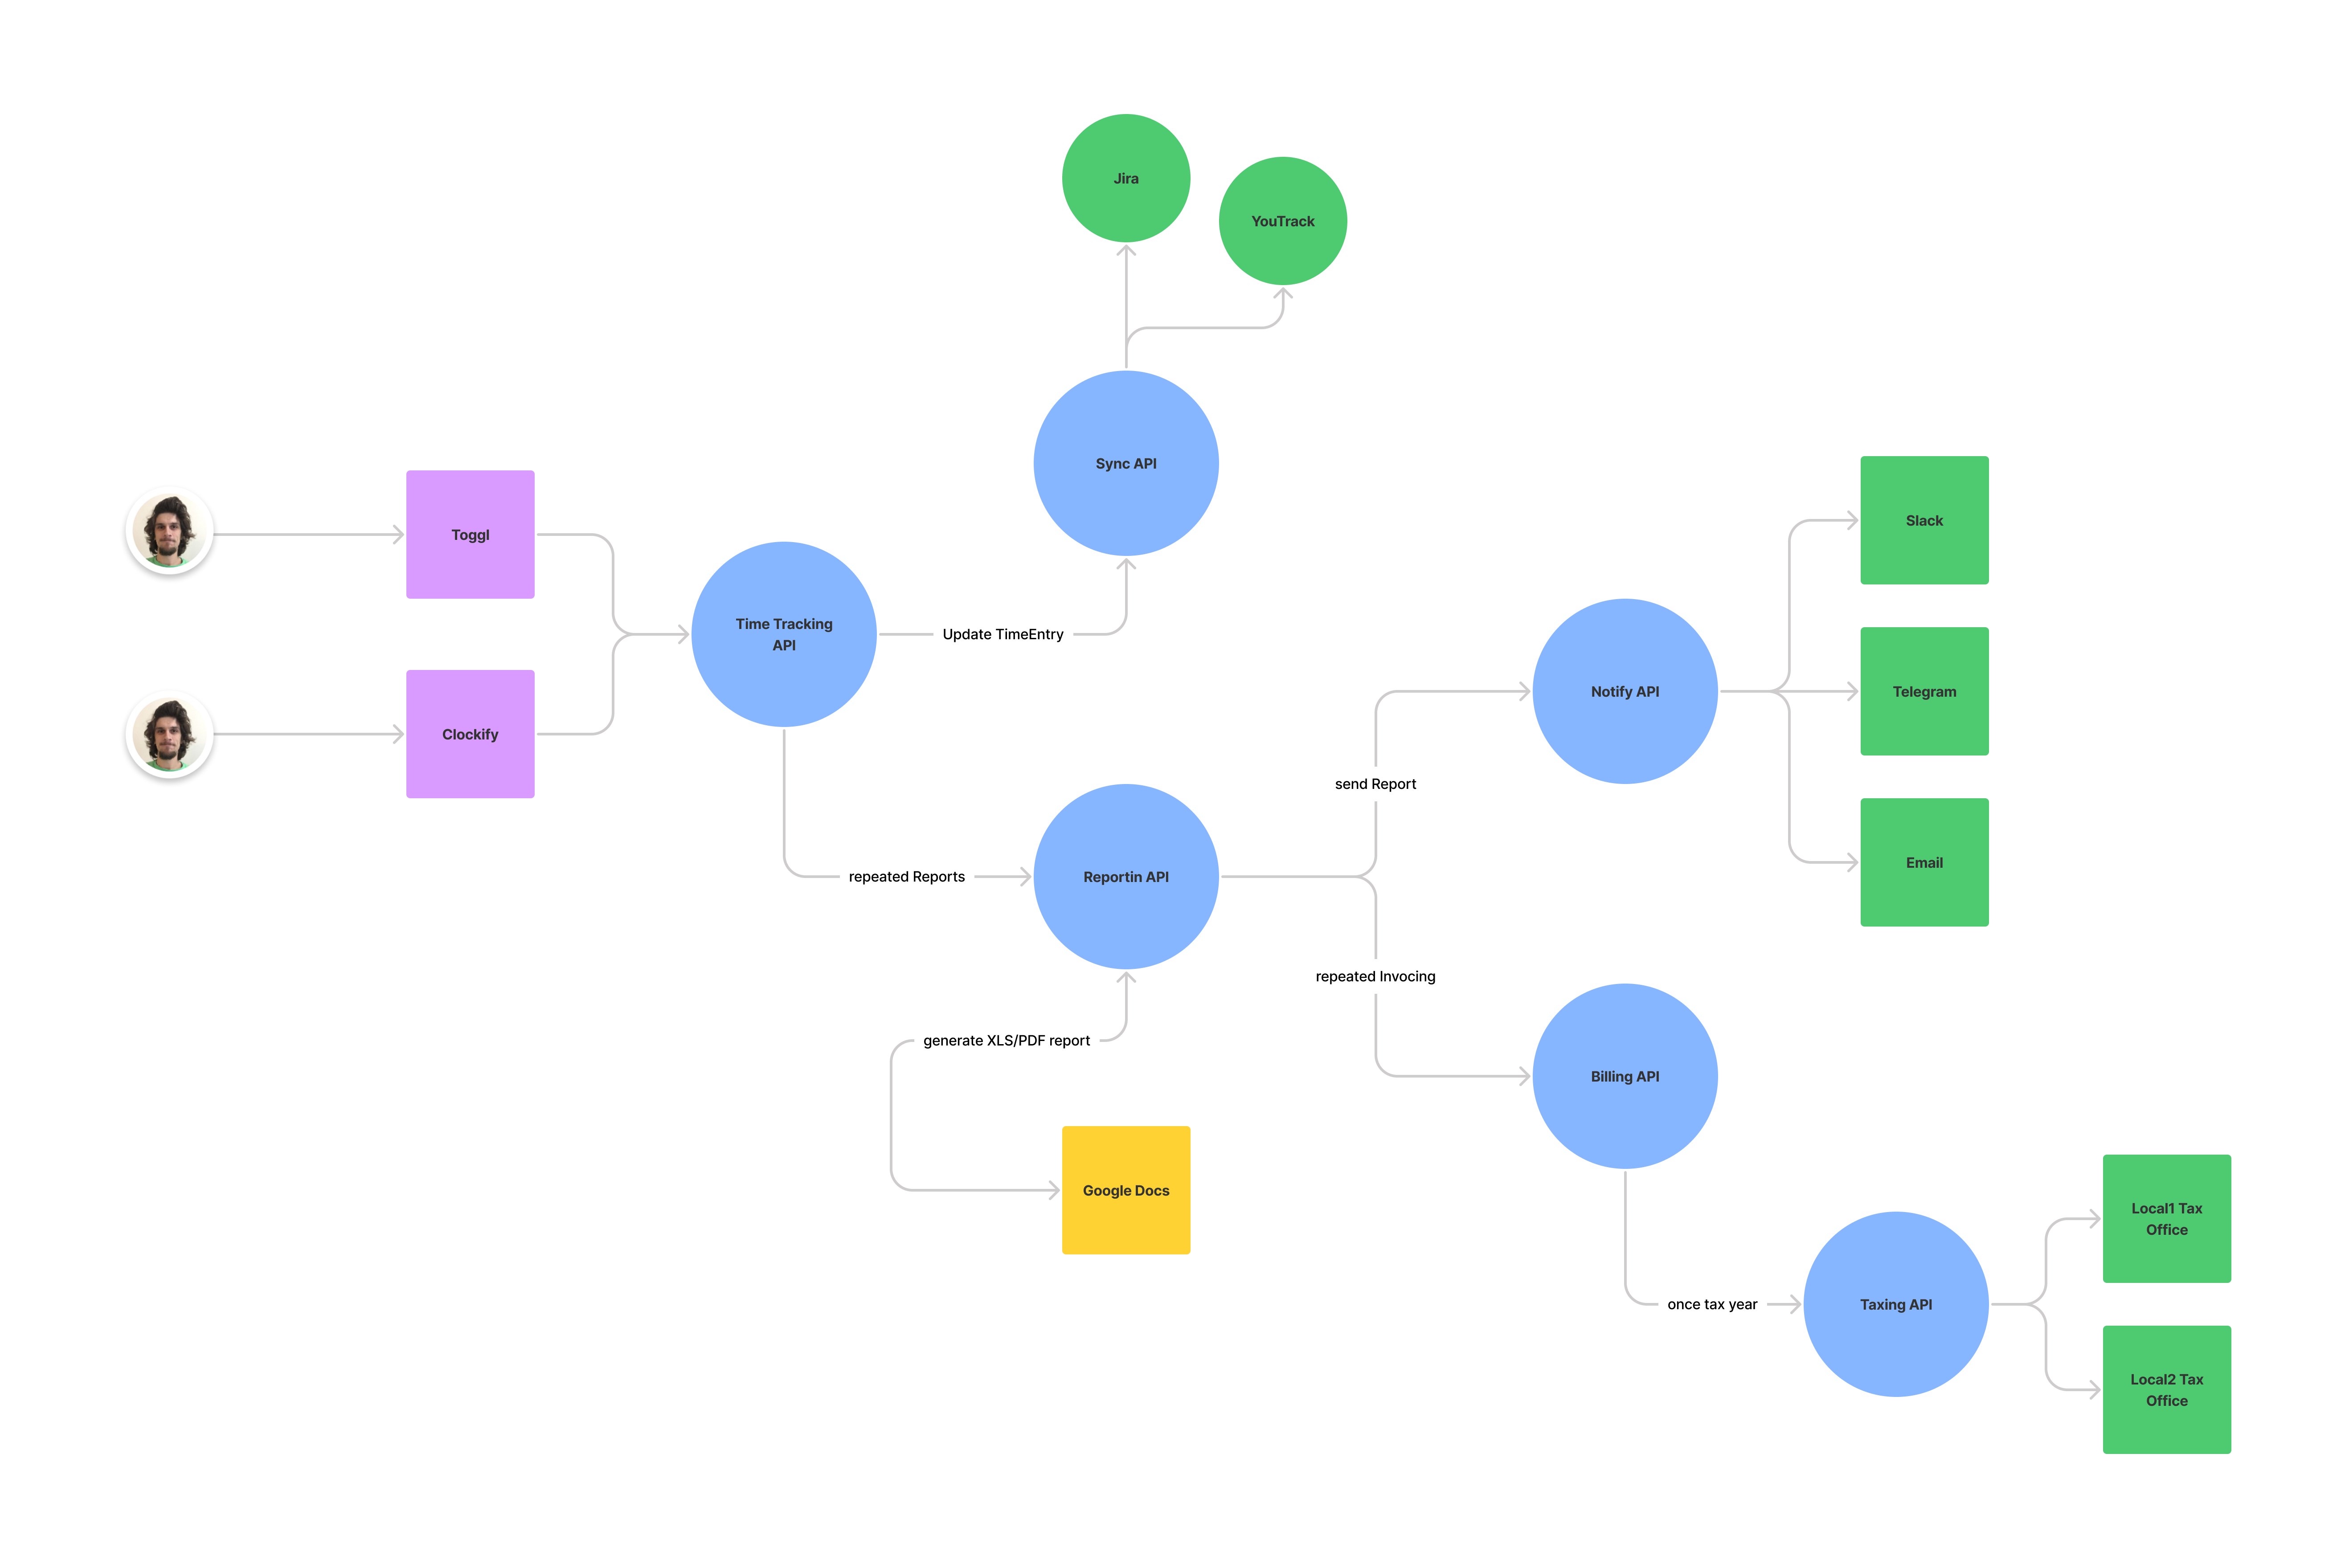 Jira
YouTrack
Sync API
Toggl
Slack
Time Tracking
API
Update TimeEntry
Clockify
Notify API
Telegram
send Report
repeated Reports
Reportin API
Email
repeated Invocing
generate XLS/PDF report
Billing API
Google Docs
Local1 Tax
Office
once tax year
Taxing API
Local2 Tax
Office